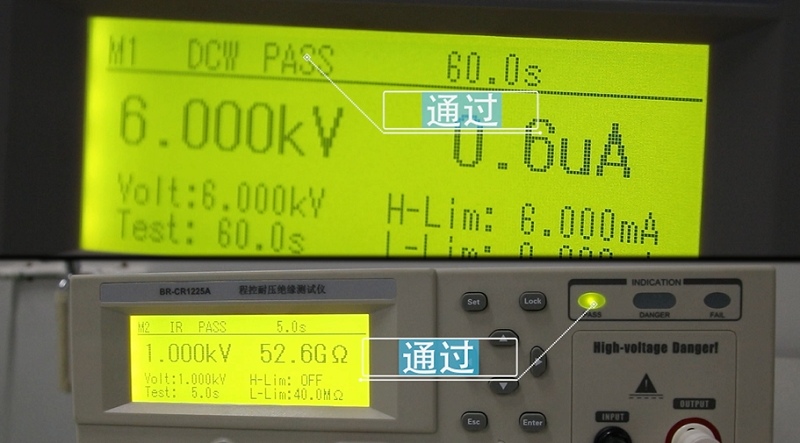 M1 DCW PASS 60.0s
通过
6.000kV 0.6uA
Volt:6.000kV H-Lim: 6.000mA
Test: 60.0s
BR-CR1225A 程控耐压绝缘测试仪
M2 IR PASS 5.0s
1.000kV 52.6GΩ
Volt:1.000kV H-Lim: OFF
Test: 5.0s L-Lim:40.0MΩ
通过
Set
Lock
Esc
Enter
INDICATION
PASS DANGER FAIL
High-voltage Danger!
INPUT
OUTPUT